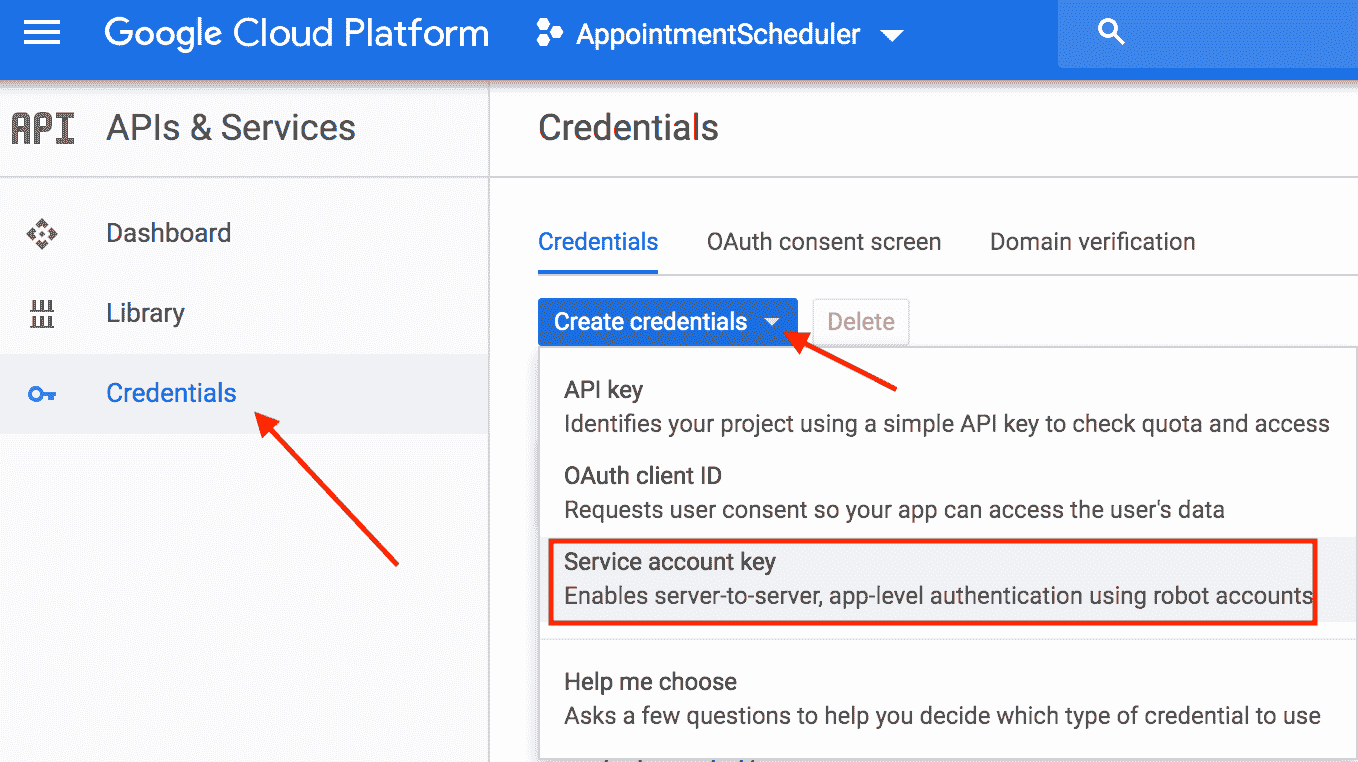 Google Cloud Platform
AppointmentScheduler
API
APIs & Services
Credentials
Dashboard
Library
Credentials
Credentials
OAuth consent screen
Domain verification
Create credentials
Delete
API key
Identifies your project using a simple API key to check quota and access
OAuth client ID
Requests user consent so your app can access the user's data
Service account key
Enables server-to-server, app-level authentication using robot accounts
Help me choose
Asks a few questions to help you decide which type of credential to use